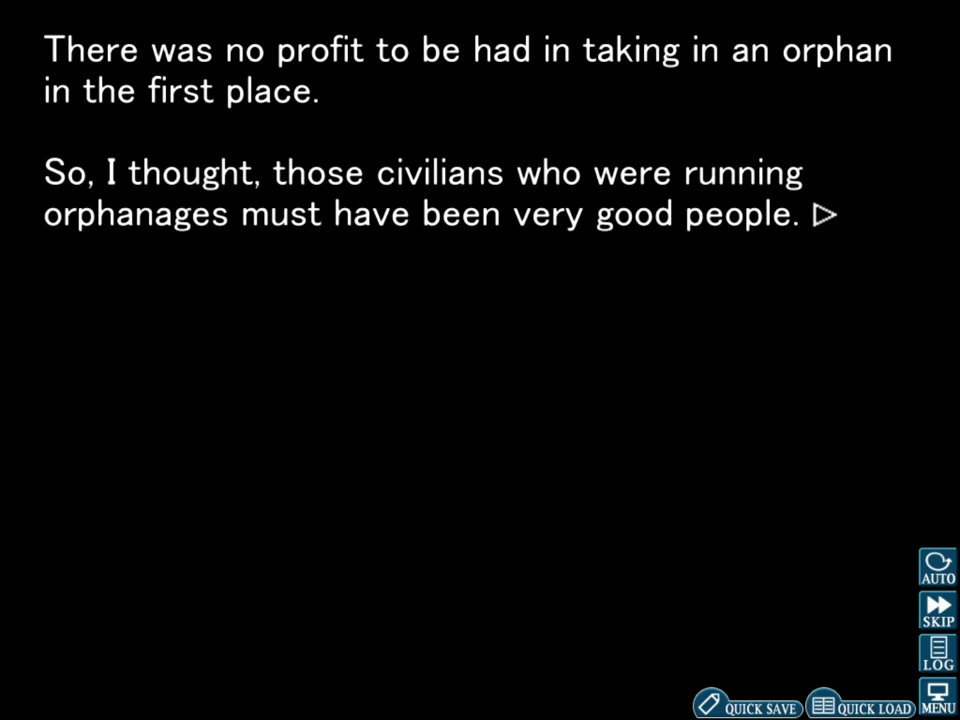 There was no profit to be had in taking in an orphan
in the first place.
So, I thought, those civilians who were running
orphanages must have been very good people.
AUTO
SKIP
LOG
QUICK SAVE
QUICK LOAD
MENU